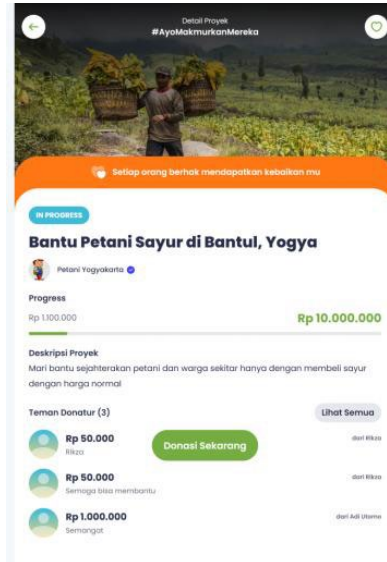 Detail Proyek
#AyoMakmurkanMereka
Setiap orang berhak mendapatkan kebaikan mu
IN PROGRESS
Bantu Petani Sayur di Bantul, Yogya
Petani Yogyakarta
Progress
Rp 1.100.000
Rp 10.000.000
Deskripsi Proyek
Mari bantu sejahterakan petani dan warga sekitar hanya dengan membeli sayur
dengan harga normal
Teman Donatur (3)
Lihat Semua
Rp 50.000
dari Rikza
Rikza
Donasi Sekarang
Rp 50.000
dari Rikza
Semoga bisa membantu
Rp 1.000.000
dari Adi Utomo
Semangat